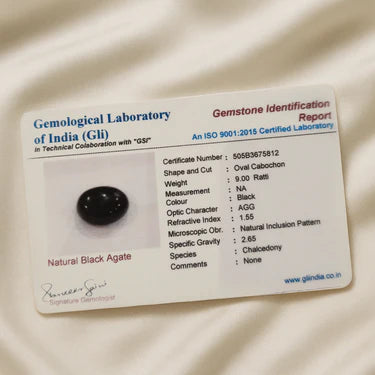 Gemological Laboratory
of India (Gli)
in Technical Colaboration with "GSI"
Gemstone Identification
Report
An ISO 9001:2015 Certified Laboratory
Certificate Number : 505B3675812
Shape and Cut : Oval Cabochon
Weight : 9.00 Ratti
Measurement : NA
Colour : Black
Optic Character : AGG
Refractive Index : 1.55
Microscopic Obr. : Natural Inclusion Pattern
Specific Gravity : 2.65
Species : Chalcedony
Comments : None
Natural Black Agate
Signature Gemologist
www.gliindia.co.in